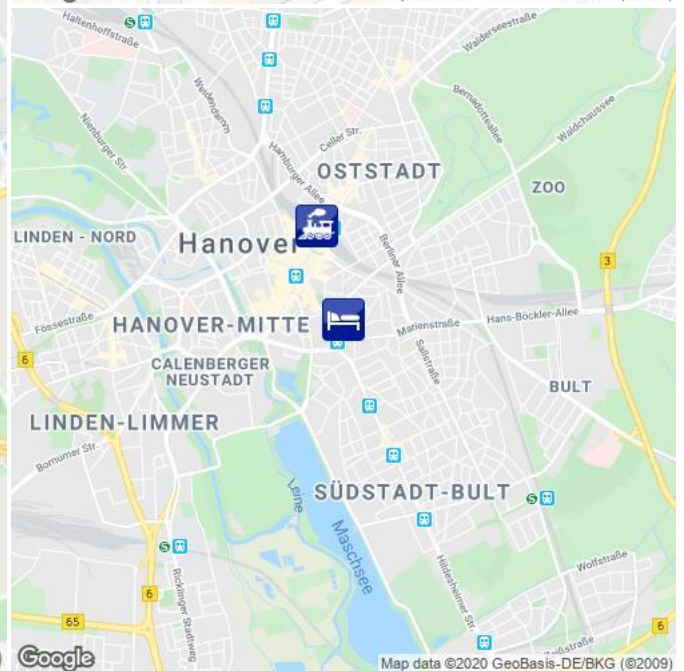 Haltenhoffstraße
S
Walderseestraße
Weidendamm
Bernadotteallee
Waldchaussee
Nienburger Str.
Celler Str.
Hamburger Allee
OSTSTADT
ZOO
LINDEN - NORD
Hanover
Berliner Allee
3
Fössestraße
HANOVER-MITTE
Marienstraße
Hans-Böckler-Allee
6
CALENBERGER
NEUSTADT
Sallstraße
BULT
LINDEN-LIMMER
Bornumer Str.
Leine
SÜDSTADT-BULT
S
Maschsee
S
Hildesheimer Str.
Wolfstraße
6
Ricklinger Stadtweg
65
6
Google
Map data ©2020 GeoBasis-DE/BKG (©2009)